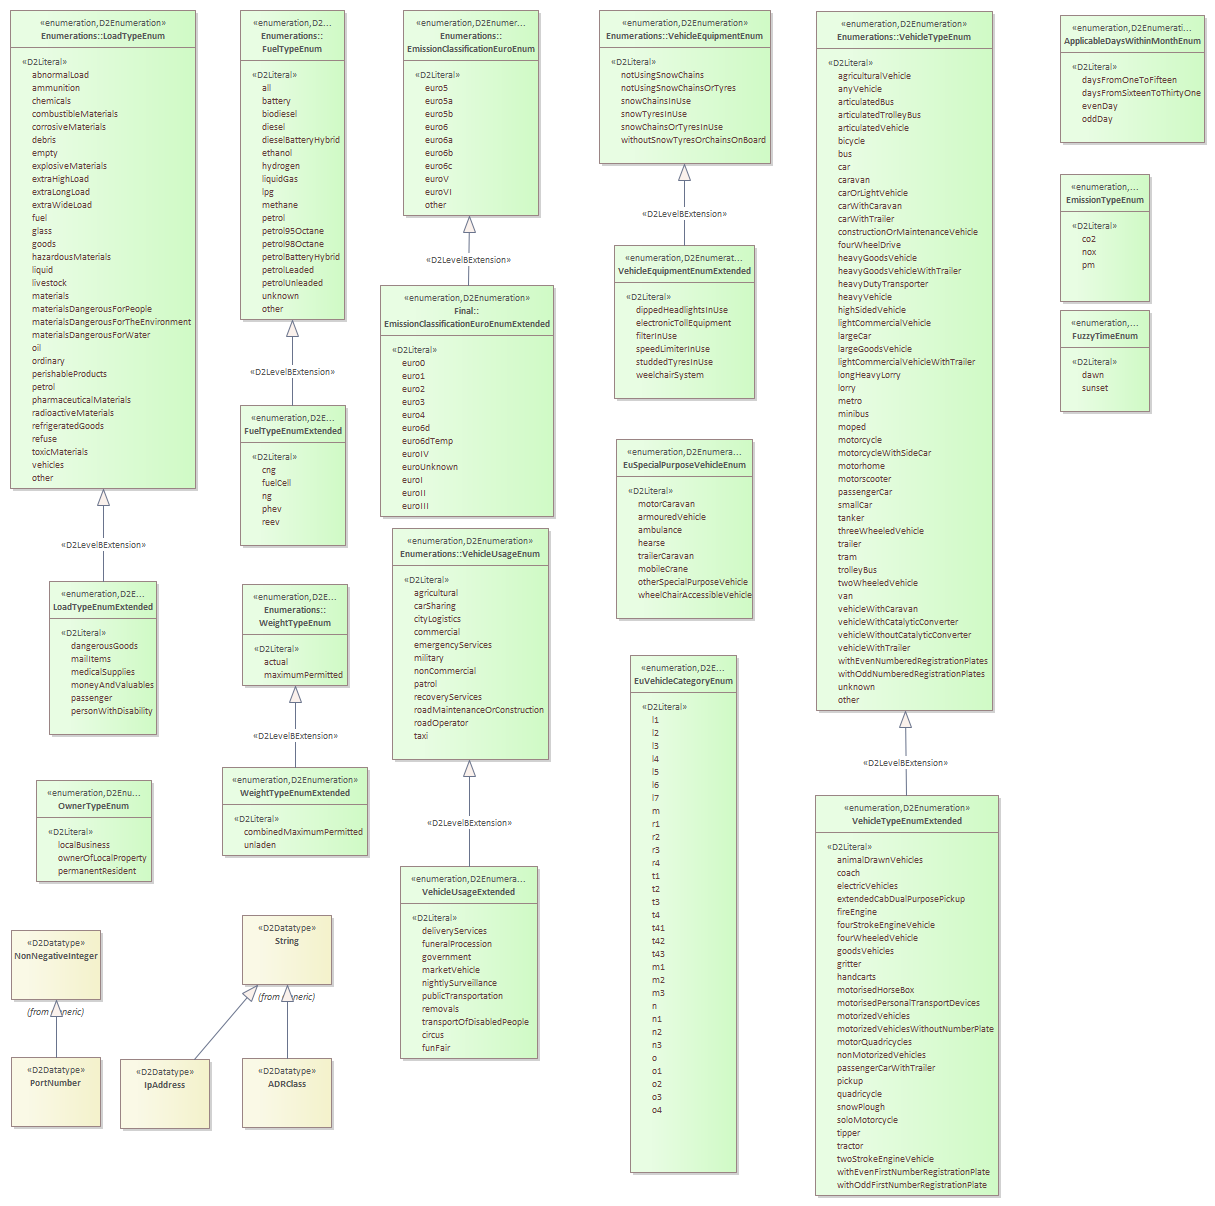 «enumeration,D2Enumeration»
Enumerations::LoadTypeEnum
«D2Literal»
abnormalLoad
ammunition
chemicals
combustibleMaterials
corrosiveMaterials
debris
empty
explosiveMaterials
extraHighLoad
extraLongLoad
extraWideLoad
fuel
glass
goods
hazardousMaterials
liquid
livestock
materials
materialsDangerousForPeople
materialsDangerousForTheEnvironment
materialsDangerousForWater
oil
ordinary
perishableProducts
petrol
pharmaceuticalMaterials
radioactiveMaterials
refrigeratedGoods
refuse
toxicMaterials
vehicles
other
«D2LevelBExtension»
«enumeration,D2E...
LoadTypeEnumExtended
«D2Literal»
dangerousGoods
mailItems
medicalSupplies
moneyAndValuables
passenger
personWithDisability
«enumeration,D2Enu...
OwnerTypeEnum
«D2Literal»
localBusiness
ownerOfLocalProperty
permanentResident
«D2Datatype»
NonNegativeInteger
(from
neric)
«D2Datatype»
PortNumber
«D2Datatype»
IpAddress
«D2Datatype»
String
(from
neric)
«D2Datatype»
ADRClass
«enumeration,D2...
Enumerations::
FuelTypeEnum
«D2Literal»
all
battery
biodiesel
diesel
dieselBatteryHybrid
ethanol
hydrogen
liquidGas
lpg
methane
petrol
petrol95Octane
petrol98Octane
petrolBatteryHybrid
petrolLeaded
petrolUnleaded
unknown
other
«D2LevelBExtension»
«enumeration,D2E...
FuelTypeEnumExtended
«D2Literal»
cng
fuelCell
ng
phev
reev
«enumeration,D2E...
Enumerations::
WeightTypeEnum
«D2Literal»
actual
maximumPermitted
«D2LevelBExtension»
«enumeration,D2Enumeration»
WeightTypeEnumExtended
«D2Literal»
combinedMaximumPermitted
unladen
«enumeration,D2Enumer...
Enumerations::
EmissionClassificationEuroEnum
«D2Literal»
euro5
euro5a
euro5b
euro6
euro6a
euro6b
euro6c
euroV
euroVI
other
«D2LevelBExtension»
«enumeration,D2Enumeration»
Final::
EmissionClassificationEuroEnumExtended
«D2Literal»
euro0
euro1
euro2
euro3
euro4
euro6d
euro6dTemp
euroIV
euroUnknown
euroI
euroII
euroIII
«enumeration,D2Enumerat...
Enumerations::VehicleUsageEnum
«D2Literal»
agricultural
carSharing
cityLogistics
commercial
emergencyServices
military
nonCommercial
patrol
recoveryServices
roadMaintenanceOrConstruction
roadOperator
taxi
«D2LevelBExtension»
«enumeration,D2Enumera...
VehicleUsageExtended
«D2Literal»
deliveryServices
funeralProcession
government
marketVehicle
nightlySurveillance
publicTransportation
removals
transportOfDisabledPeople
circus
funFair
«enumeration,D2Enumeration»
Enumerations::VehicleEquipmentEnum
«D2Literal»
notUsingSnowChains
notUsingSnowChainsOrTyres
snowChainsInUse
snowTyresInUse
snowChainsOrTyresInUse
withoutSnowTyresOrChainsOnBoard
«D2LevelBExtension»
«enumeration,D2Enumerat...
VehicleEquipmentEnumExtended
«D2Literal»
dippedHeadlightsInUse
electronicTollEquipment
filterInUse
speedLimiterInUse
studdedTyresInUse
weelchairSystem
«enumeration,D2Enumera...
EuSpecialPurposeVehicleEnum
«D2Literal»
motorCaravan
armouredVehicle
ambulance
hearse
trailerCaravan
mobileCrane
otherSpecialPurposeVehicle
wheelChairAccessibleVehicle
«enumeration,D2E...
EuVehicleCategoryEnum
«D2Literal»
l1
l2
l3
l4
l5
l6
l7
m
r1
r2
r3
r4
t1
t2
t3
t4
t41
t42
t43
m1
m2
m3
n
n1
n2
n3
o
o1
o2
o3
o4
«enumeration,D2Enumeration»
Enumerations::VehicleTypeEnum
«D2Literal»
agriculturalVehicle
anyVehicle
articulatedBus
articulatedTrolleyBus
articulatedVehicle
bicycle
bus
car
caravan
carOrLightVehicle
carWithCaravan
carWithTrailer
constructionOrMaintenanceVehicle
fourWheelDrive
heavyGoodsVehicle
heavyGoodsVehicleWithTrailer
heavyDutyTransporter
heavyVehicle
highSidedVehicle
lightCommercialVehicle
largeCar
largeGoodsVehicle
lightCommercialVehicleWithTrailer
longHeavyLorry
lorry
metro
minibus
moped
motorcycle
motorcycleWithSideCar
motorhome
motorscooter
passengerCar
smallCar
tanker
threeWheeledVehicle
trailer
tram
trolleyBus
twoWheeledVehicle
van
vehicleWithCaravan
vehicleWithCatalyticConverter
vehicleWithoutCatalyticConverter
vehicleWithTrailer
withEvenNumberedRegistrationPlates
withOddNumberedRegistrationPlates
unknown
other
«D2LevelBExtension»
«enumeration,D2Enumeration»
VehicleTypeEnumExtended
«D2Literal»
animalDrawnVehicles
coach
electricVehicles
extendedCabDualPurposePickup
fireEngine
fourStrokeEngineVehicle
fourWheeledVehicle
goodsVehicles
gritter
handcarts
motorisedHorseBox
motorisedPersonalTransportDevices
motorizedVehicles
motorizedVehiclesWithoutNumberPlate
motorQuadricycles
nonMotorizedVehicles
passengerCarWithTrailer
pickup
quadricycle
snowPlough
soloMotorcycle
tipper
tractor
twoStrokeEngineVehicle
withEvenFirstNumberRegistrationPlate
withOddFirstNumberRegistrationPlate
«enumeration,D2Enumerati...
ApplicableDaysWithinMonthEnum
«D2Literal»
daysFromOneToFifteen
daysFromSixteenToThirtyOne
evenDay
oddDay
«enumeration,...
EmissionTypeEnum
«D2Literal»
co2
nox
pm
«enumeration,...
FuzzyTimeEnum
«D2Literal»
dawn
sunset